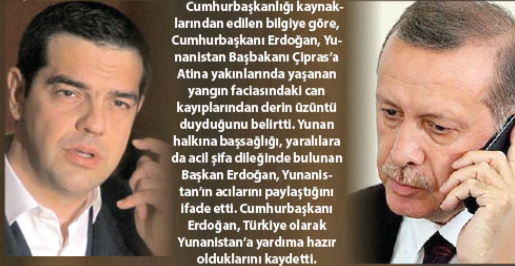 Cumhurbaşkanlığı kaynak-
larından edilen bilgiye göre,
Cumhurbaşkanı Erdoğan, Yu-
nanistan Başbakanı Çipras’a
Atina yakınlarında yaşanan
yangın faciasındaki can
kayıplarından derin üzüntü
duyduğunu belirtti. Yunan
halkına başsağlığı, yaralılara
da acil şifa dileğinde bulunan
Başkan Erdoğan, Yunanis-
tan’ın acılarını paylaştığını
ifade etti. Cumhurbaşkanı
Erdoğan, Türkiye olarak
Yunanistan’a yardıma hazır
olduklarını kaydetti.